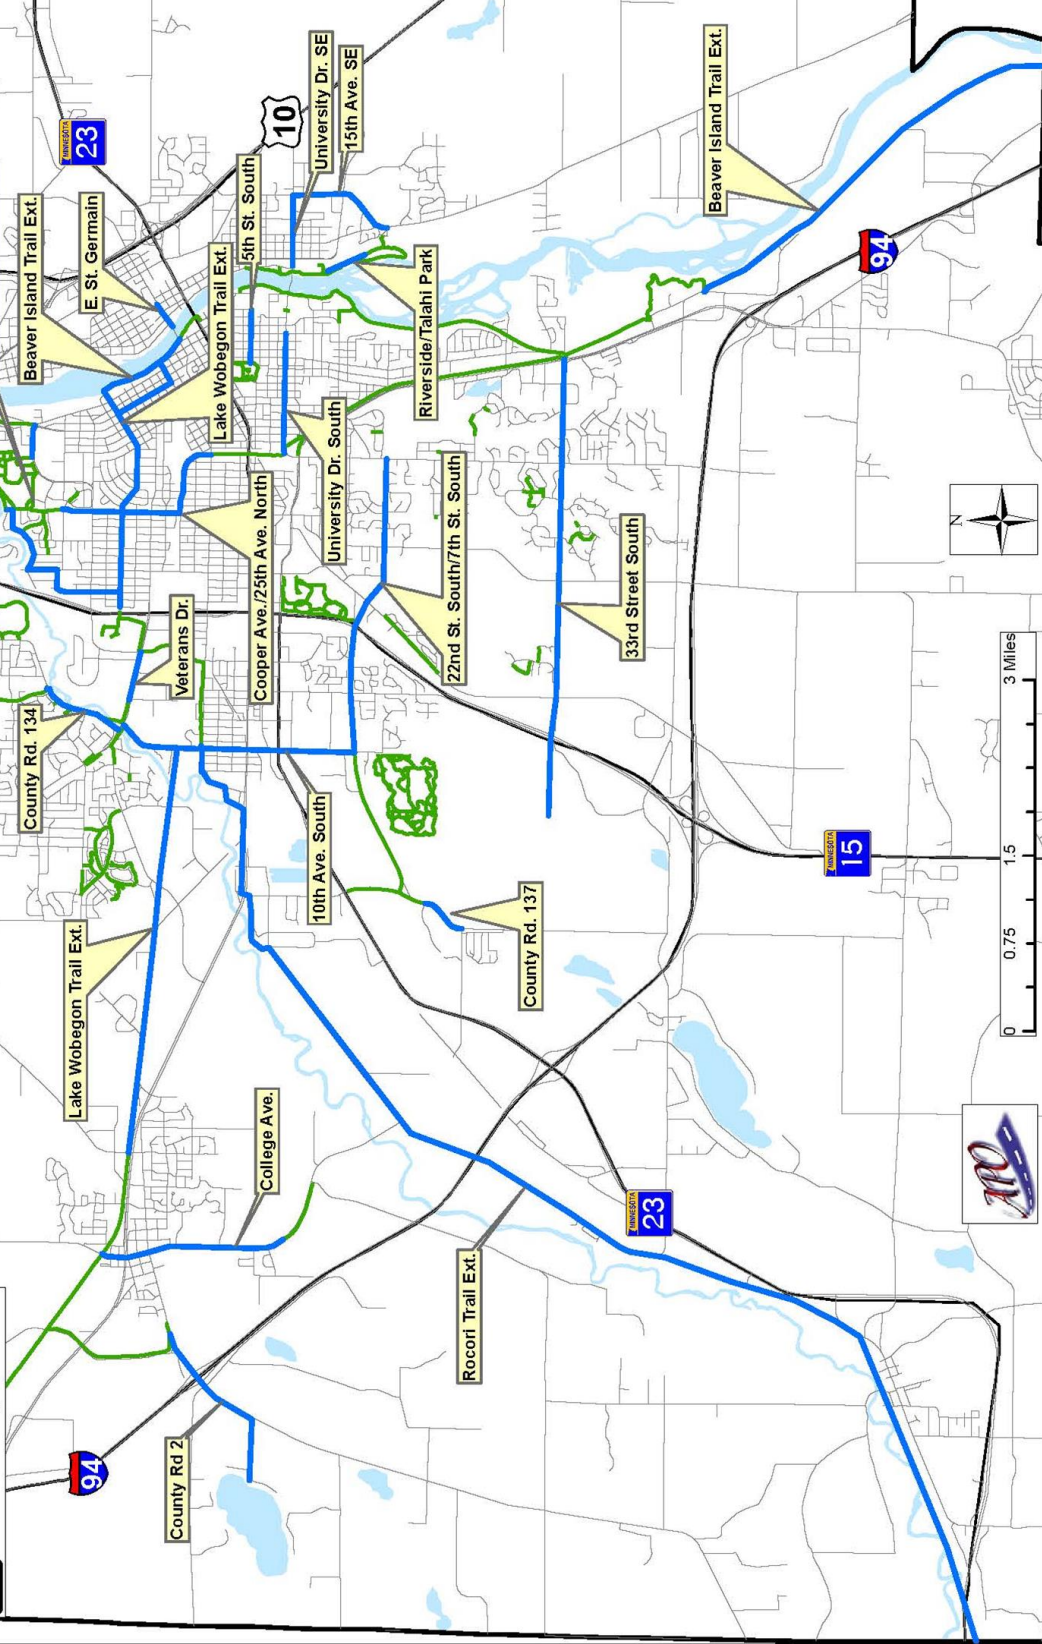 94
County Rd 2
Rocori Trail Ext.
College Ave.
Lake Wobegon Trail Ext.
MINNESOTA
23
APO
County Rd. 134
10th Ave. South
County Rd. 137
MINNESOTA
15
0 0.75 1.5 3 Miles
Veterans Dr.
Cooper Ave./25th Ave. North
22nd St. South/7th St. South
33rd Street South
N
University Dr. South
Lake Wobegon Trail Ext.
Beaver Island Trail Ext.
E. St. Germain
5th St. South
Riverside/Talahi Park
University Dr. SE
15th Ave. SE
MINNESOTA
23
10
Beaver Island Trail Ext.
94